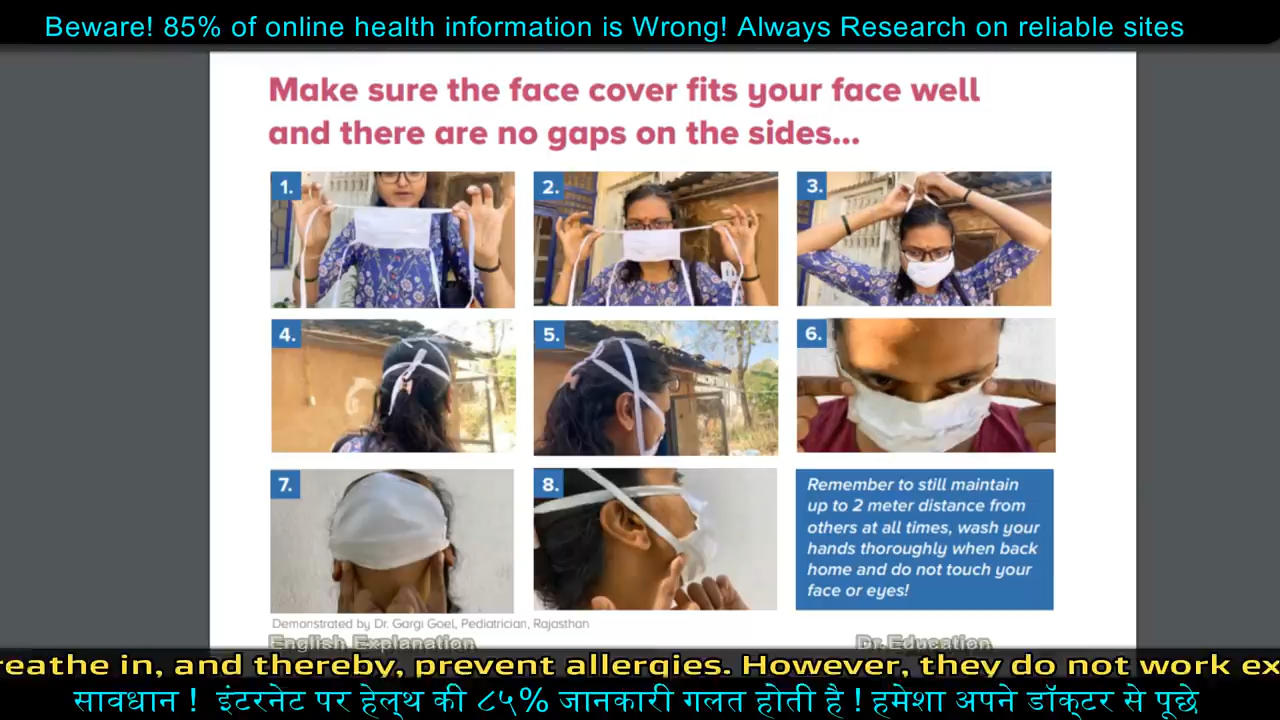 Beware! 85% of online health information is Wrong! Always Research on reliable sites
Make sure the face cover fits your face well
and there are no gaps on the sides...
1.
2.
3.
4.
5.
6.
7.
8.
Remember to still maintain
up to 2 meter distance from
others at all times, wash your
hands thoroughly when back
home and do not touch your
face or eyes!
Demonstrated by Dr. Gargi Goel, Pediatrician, Rajasthan
English Explanation
Dr.Education
reathe in, and thereby, prevent allergies. However, they do not work ex
सावधान ! इंटरनेट पर हेल्थ की ८५% जानकारी गलत होती है ! हमेशा अपने डॉक्टर से पूछे